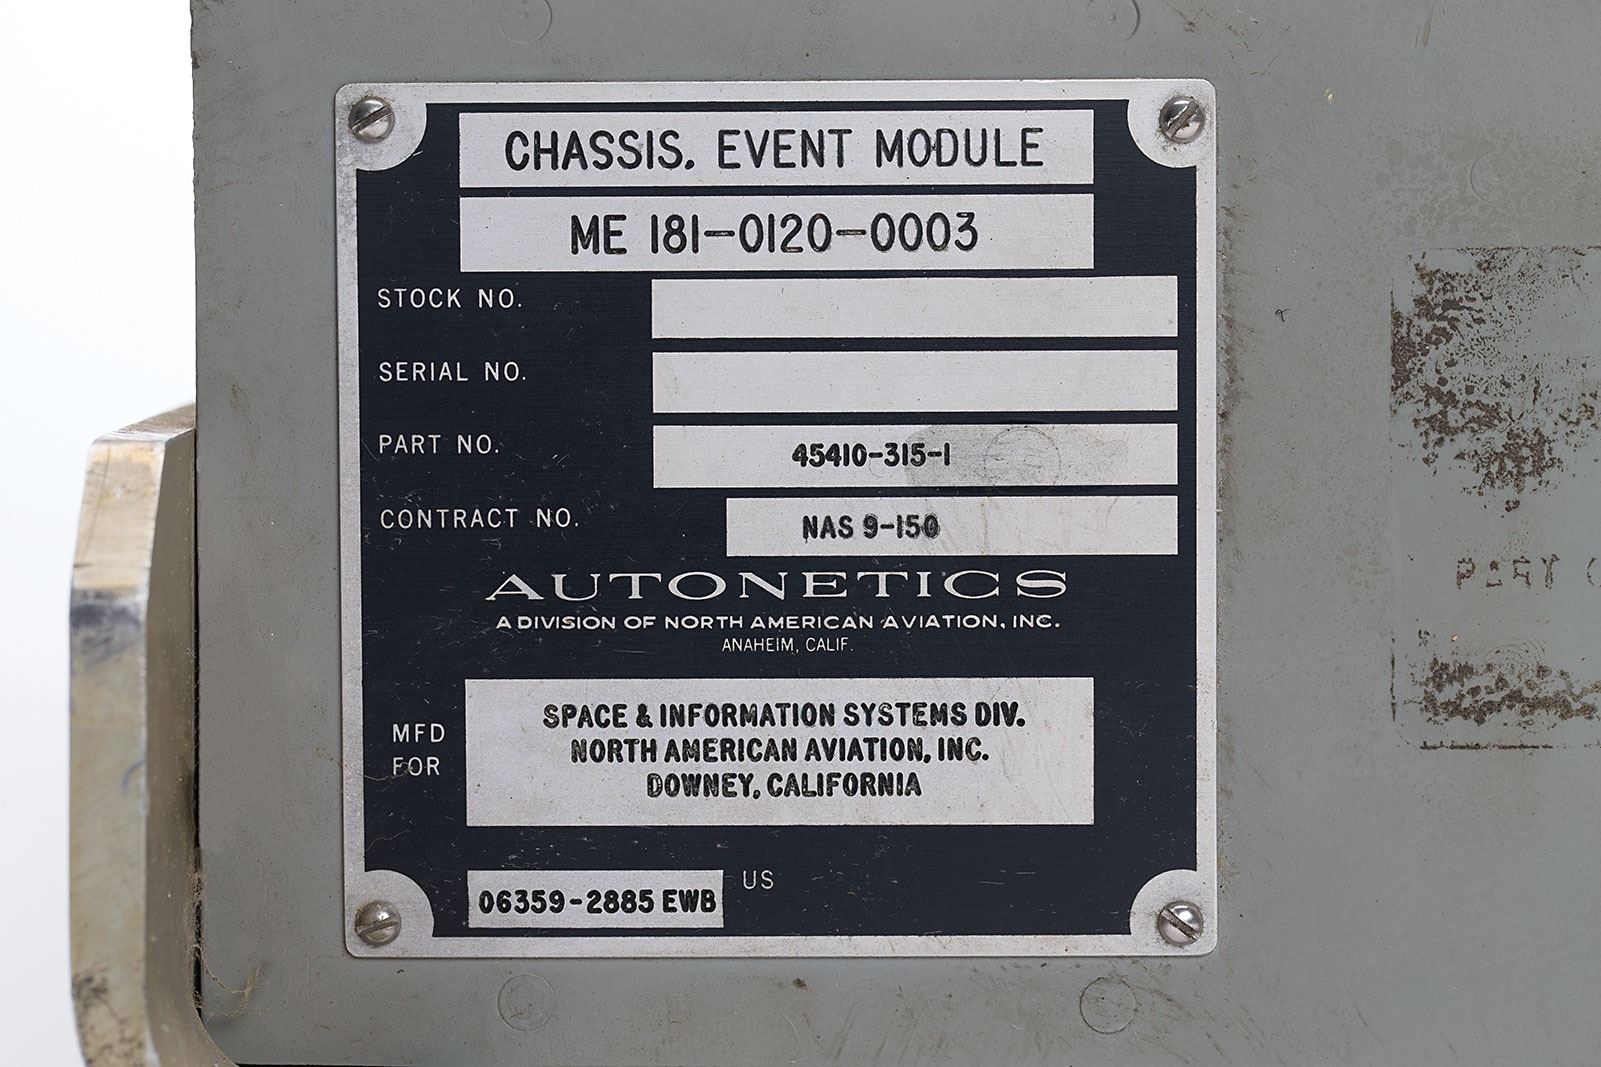 CHASSIS. EVENT MODULE
ME 181-0120-0003
STOCK NO.
SERIAL NO.
PART NO. 45410-315-1
CONTRACT NO. NAS 9-150
AUTONETICS
A DIVISION OF NORTH AMERICAN AVIATION, INC.
ANAHEIM, CALIF.
MFD FOR
SPACE & INFORMATION SYSTEMS DIV.
NORTH AMERICAN AVIATION, INC.
DOWNEY, CALIFORNIA
06359-2885 EWB US